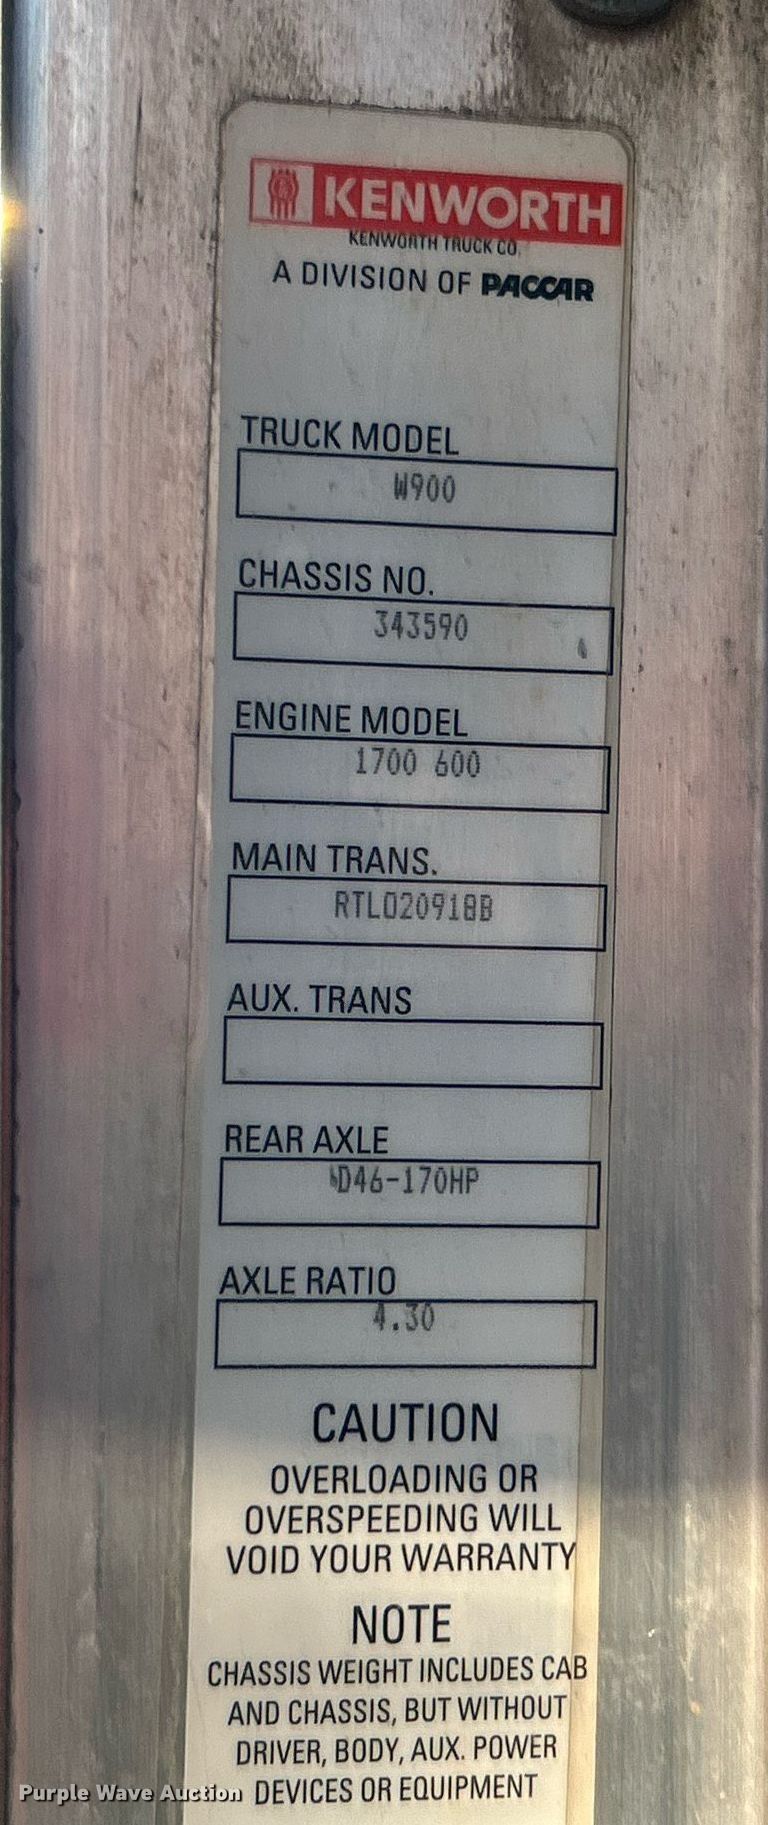 KENWORTH
KENWORTH TRUCK CO.
A DIVISION OF PACCAR
TRUCK MODEL
W900
CHASSIS NO.
343590
ENGINE MODEL
1700 600
MAIN TRANS.
RTLO20918B
AUX. TRANS
REAR AXLE
D46-170HP
AXLE RATIO
4.30
CAUTION
OVERLOADING OR
OVERSPEEDING WILL
VOID YOUR WARRANTY
NOTE
CHASSIS WEIGHT INCLUDES CAB
AND CHASSIS, BUT WITHOUT
DRIVER, BODY, AUX. POWER
DEVICES OR EQUIPMENT
Purple Wave Auction